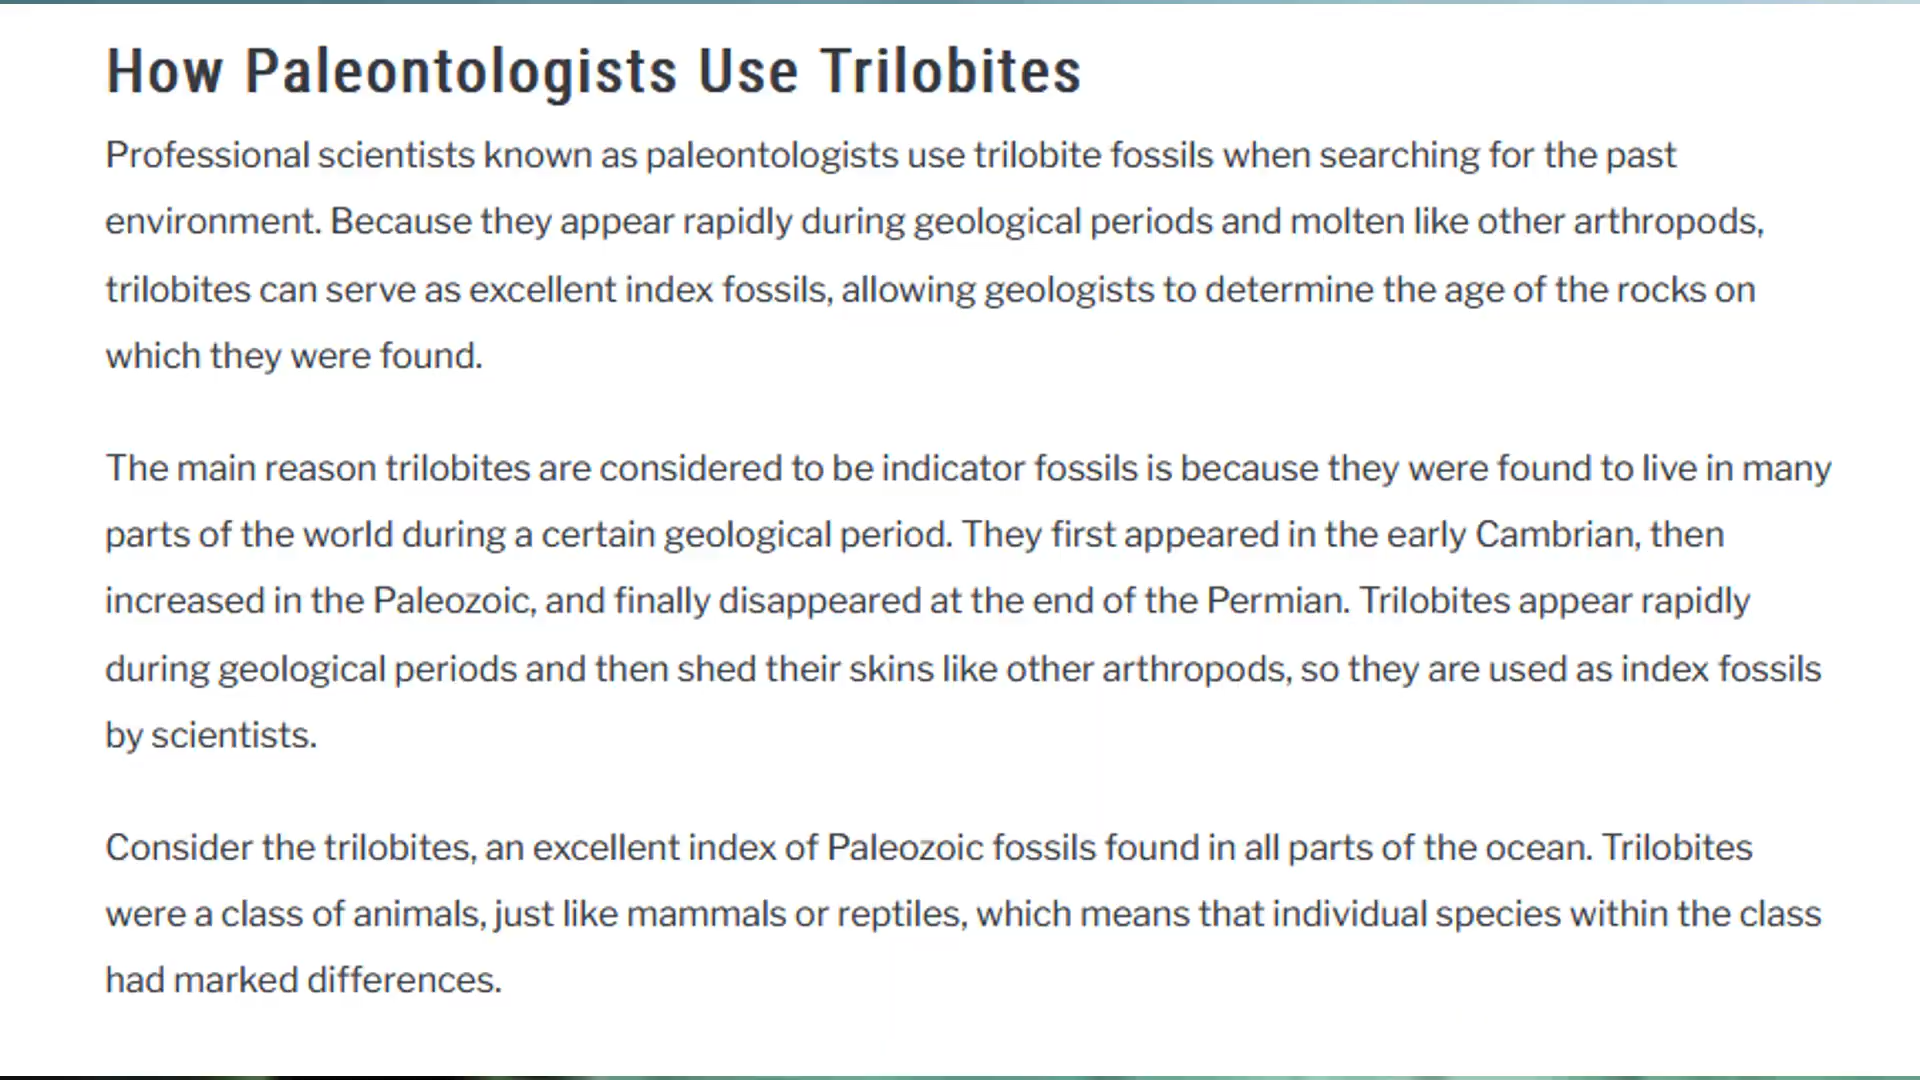 How Paleontologists Use Trilobites
Professional scientists known as paleontologists use trilobite fossils when searching for the past
environment. Because they appear rapidly during geological periods and molten like other arthropods,
trilobites can serve as excellent index fossils, allowing geologists to determine the age of the rocks on
which they were found.
The main reason trilobites are considered to be indicator fossils is because they were found to live in many
parts of the world during a certain geological period. They first appeared in the early Cambrian, then
increased in the Paleozoic, and finally disappeared at the end of the Permian. Trilobites appear rapidly
during geological periods and then shed their skins like other arthropods, so they are used as index fossils
by scientists.
Consider the trilobites, an excellent index of Paleozoic fossils found in all parts of the ocean. Trilobites
were a class of animals, just like mammals or reptiles, which means that individual species within the class
had marked differences.